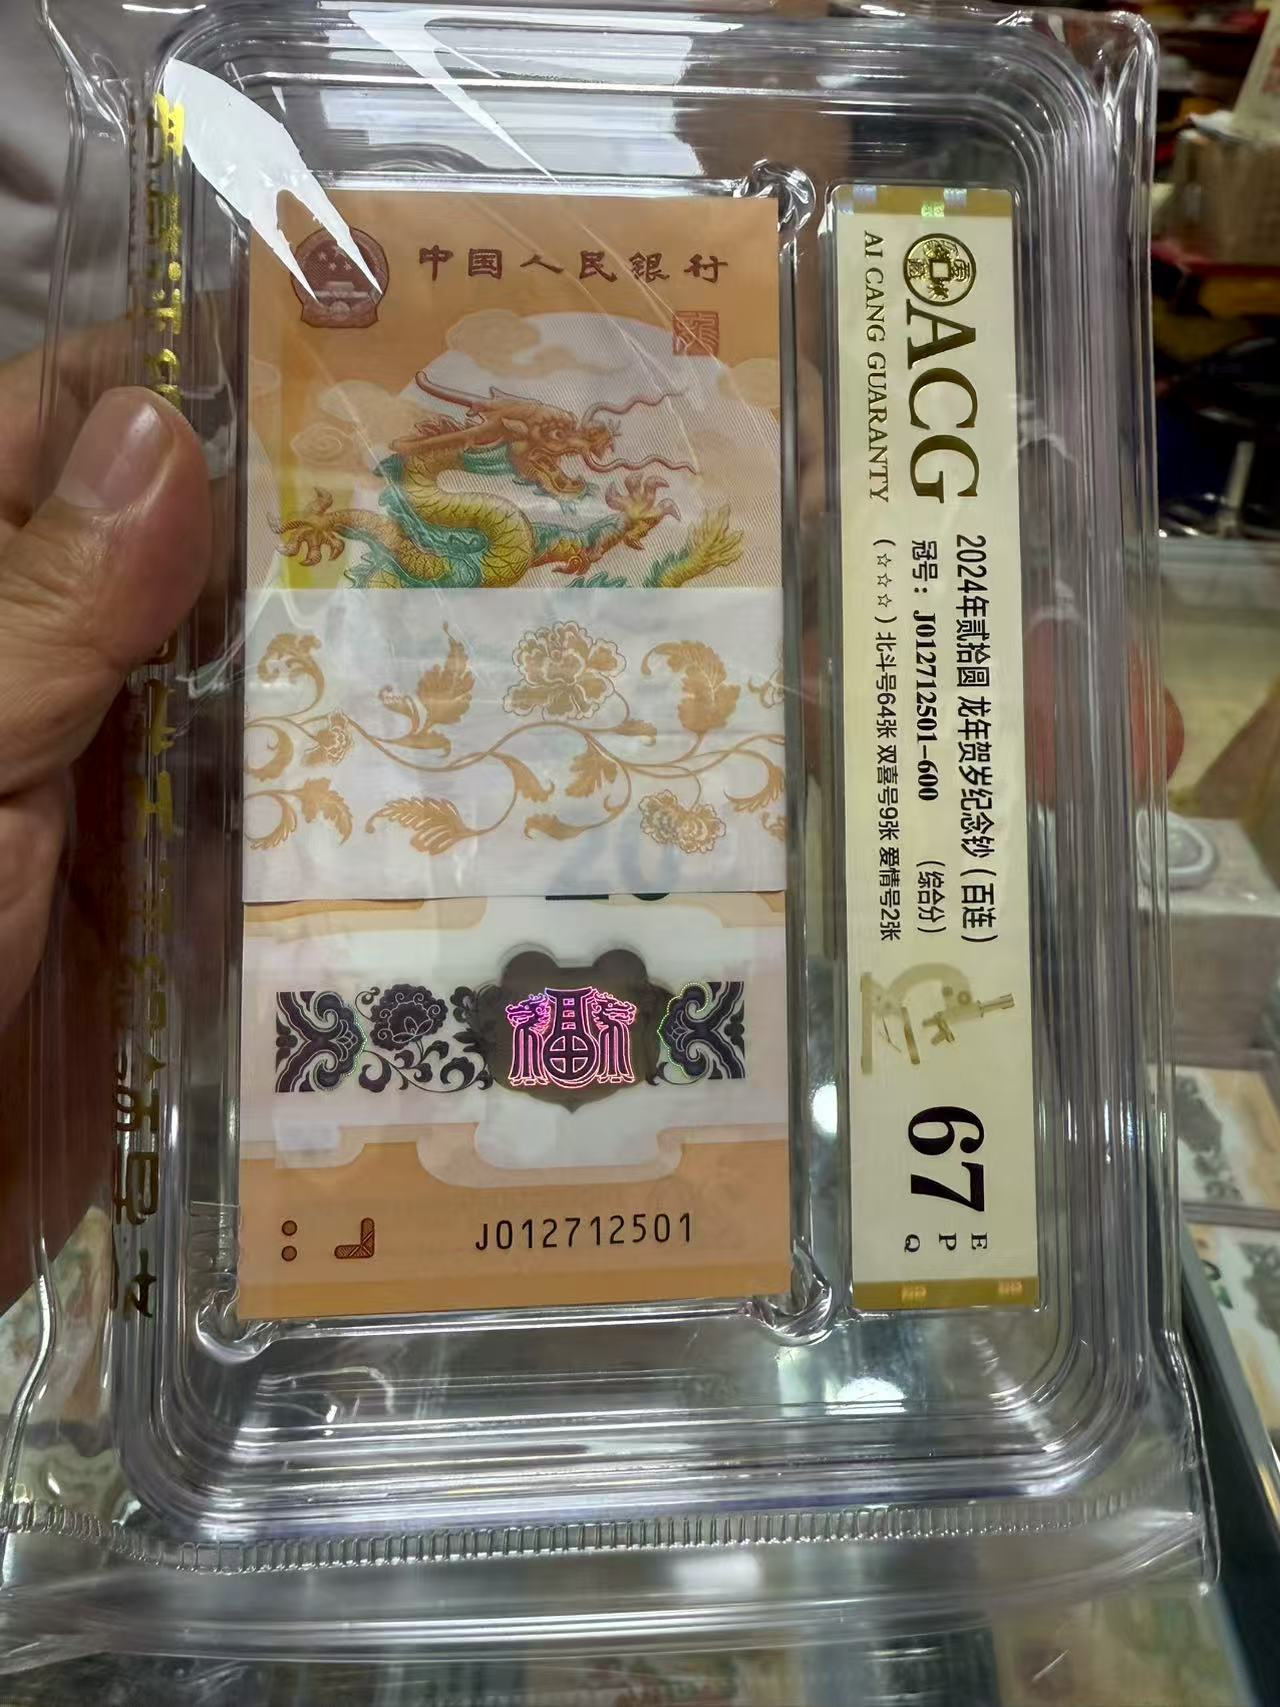 中国人民银行
J012712501
ACG
AI CANG GUARANTY
2024年贰拾圆 龙年贺岁纪念钞（百连）
冠号：J012712501-600 （综合分）
（☆☆☆）北斗号64张 双喜号9张 爱情号2张
67
E
P
Q